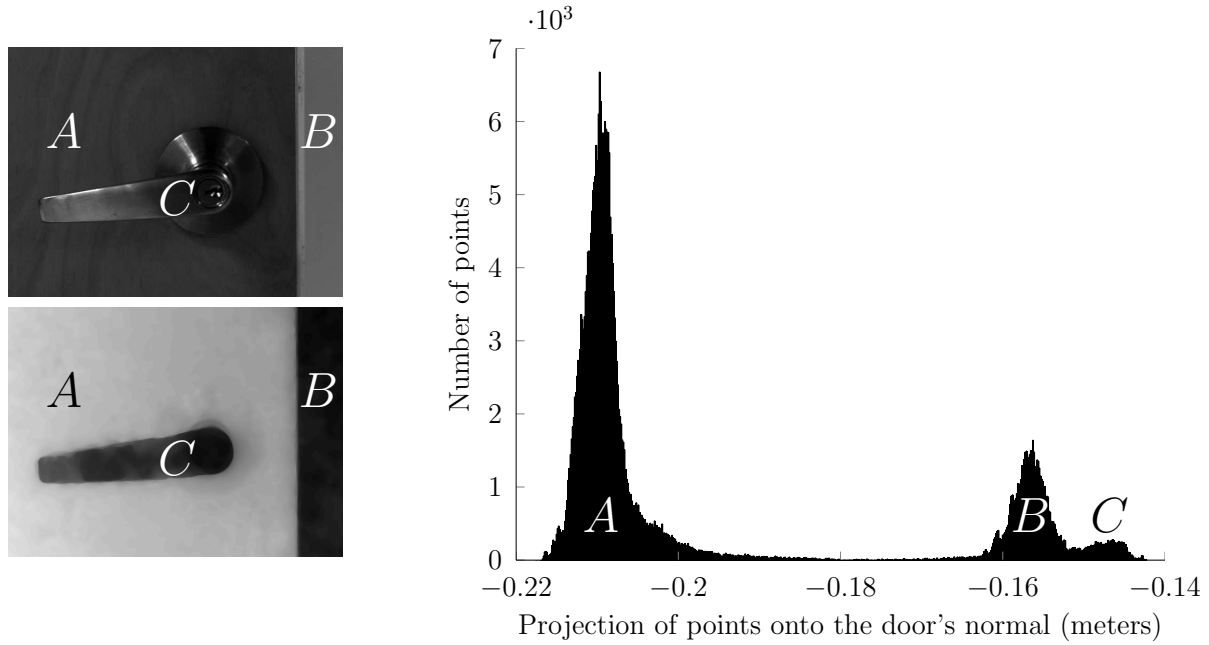 A
B
C
A
B
C
·10³
7
6
5
4
3
2
1
0
Number of points
A
B
C
−0.22 −0.2 −0.18 −0.16 −0.14
Projection of points onto the door's normal (meters)